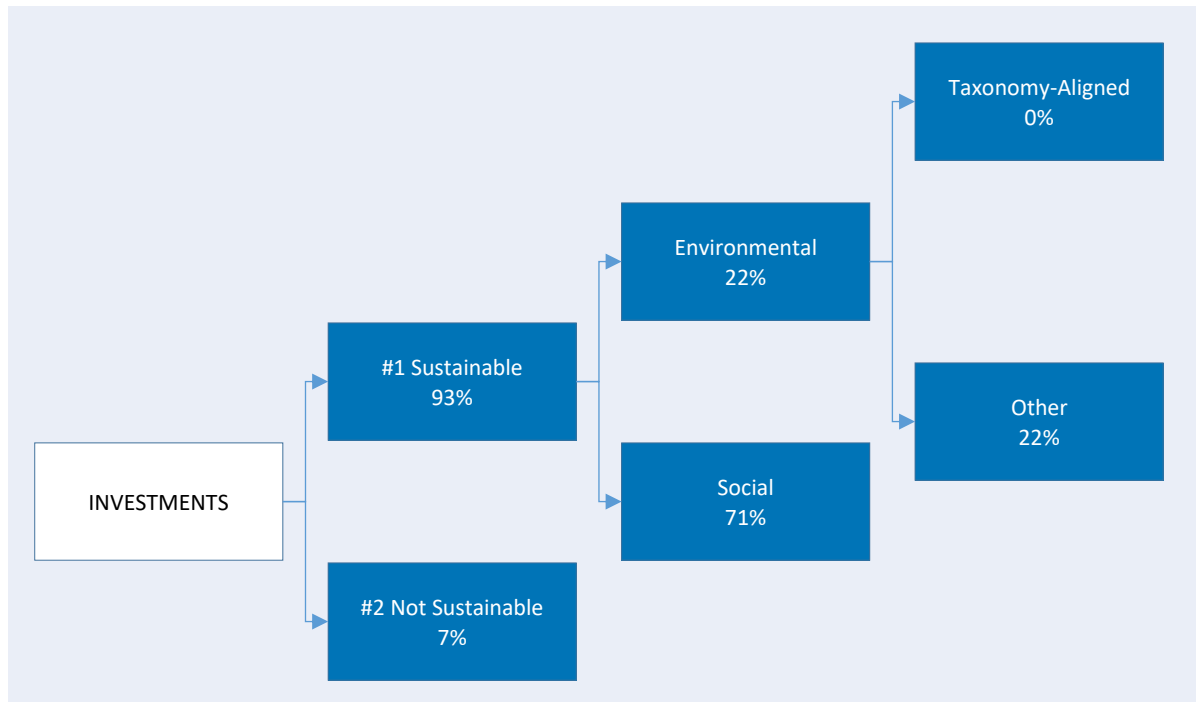 INVESTMENTS
#1 Sustainable
93%
#2 Not Sustainable
7%
Environmental
22%
Social
71%
Taxonomy-Aligned
0%
Other
22%